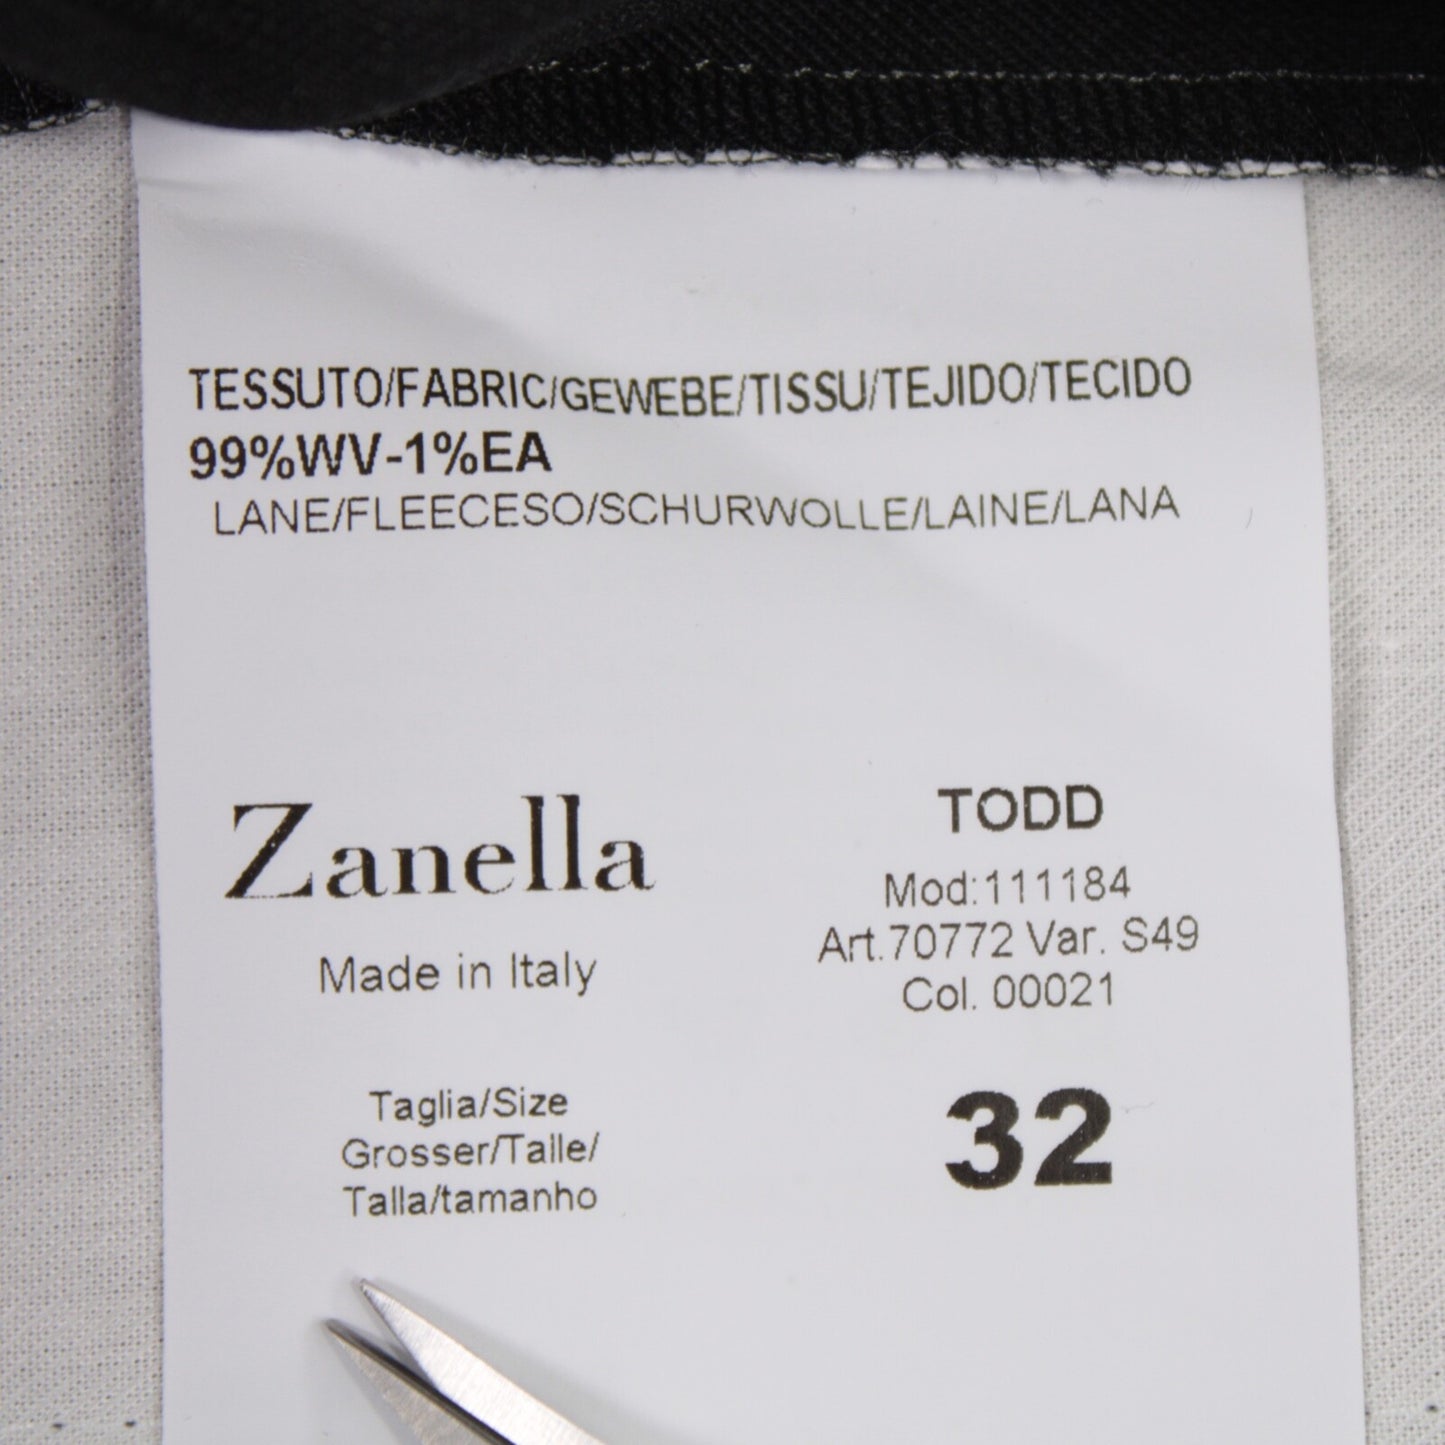 TESSUTO/FABRIC/GEWEBE/TISSU/TEJIDO/TECIDO
99%WV-1%EA
LANE/FLEECESO/SCHURWOLLE/LAINE/LANA
Zanella
Made in Italy
TODD
Mod:111184
Art.70772 Var. S49
Col. 00021
Taglia/Size
Grosser/Taile/
Talla/tamanho
32